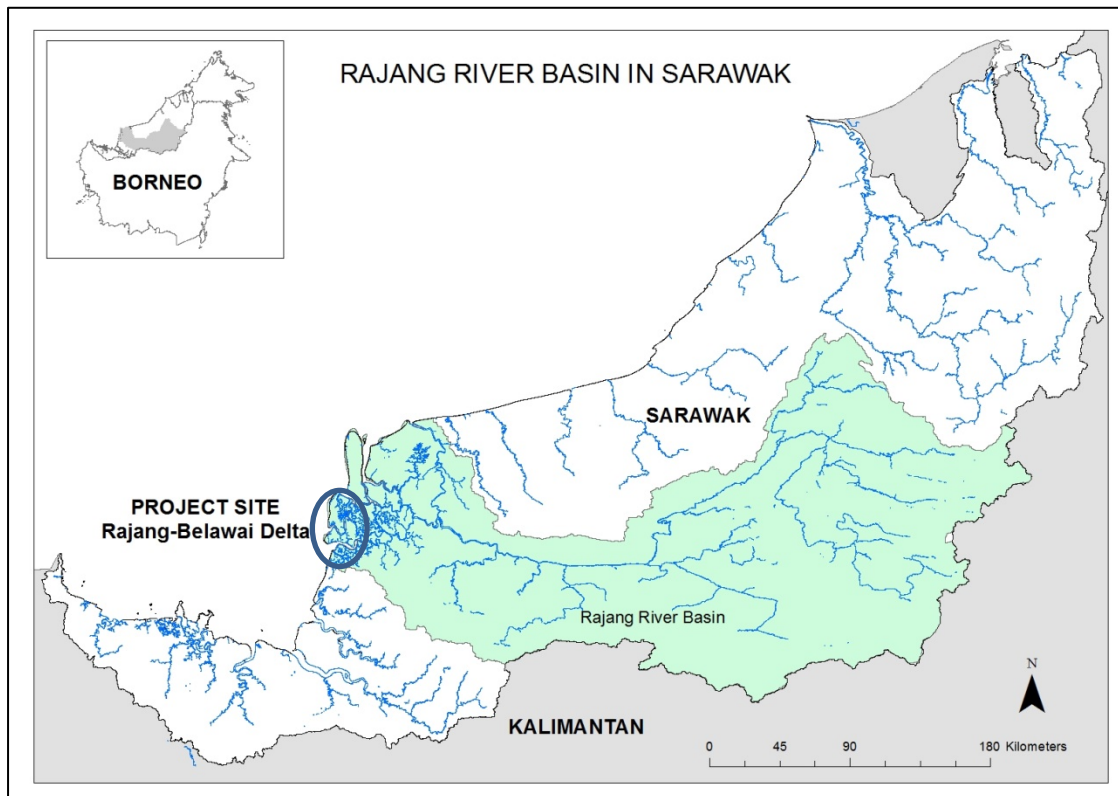 RAJANG RIVER BASIN IN SARAWAK
BORNEO
SARAWAK
PROJECT SITE
Rajang-Belawai Delta
Rajang River Basin
N
KALIMANTAN
0 45 90 180 Kilometers